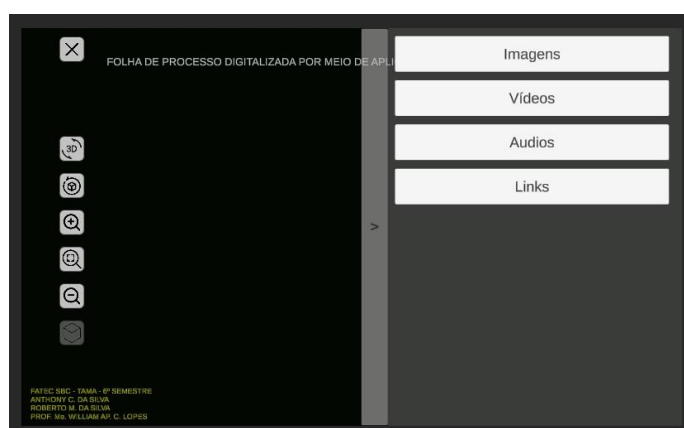 FOLHA DE PROCESSO DIGITALIZADA POR MEIO DE APLI
Imagens
Vídeos
Audios
Links
3D
>
FATEC SBC - TAMA - 6º SEMESTRE
ANTHONY C. DA SILVA
ROBERTO M. DA SILVA
PROF. Me. WILLIAM AP. C. LOPES